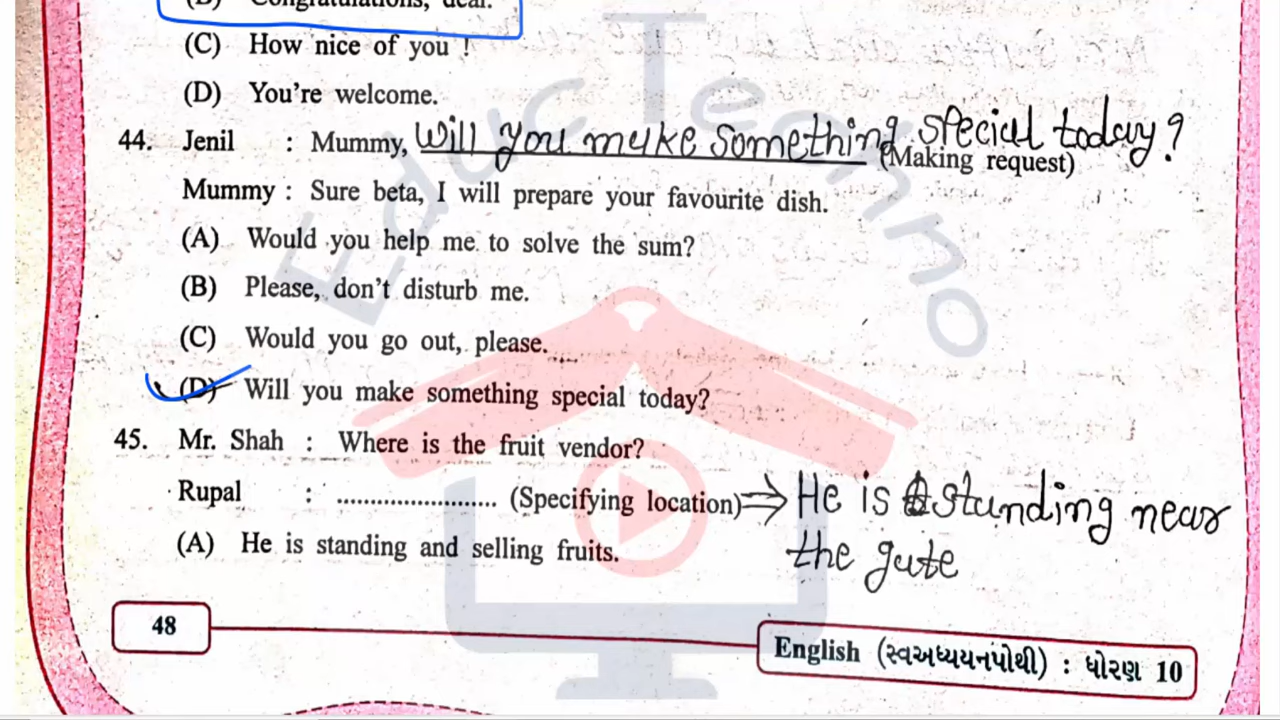 (B) Congratulations, dear.
(C) How nice of you !
(D) You're welcome.
44. Jenil : Mummy, will you make something special today?
(Making request)
Mummy : Sure beta, I will prepare your favourite dish.
(A) Would you help me to solve the sum?
(B) Please, don't disturb me.
(C) Would you go out, please.
(D) Will you make something special today?
45. Mr. Shah : Where is the fruit vendor?
Rupal : ........................ (Specifying location) ⇒ He is standing near
the gate
(A) He is standing and selling fruits.
48
English (સ્વઅધ્યયનપોથી) : ધોરણ 10
Educ Techno